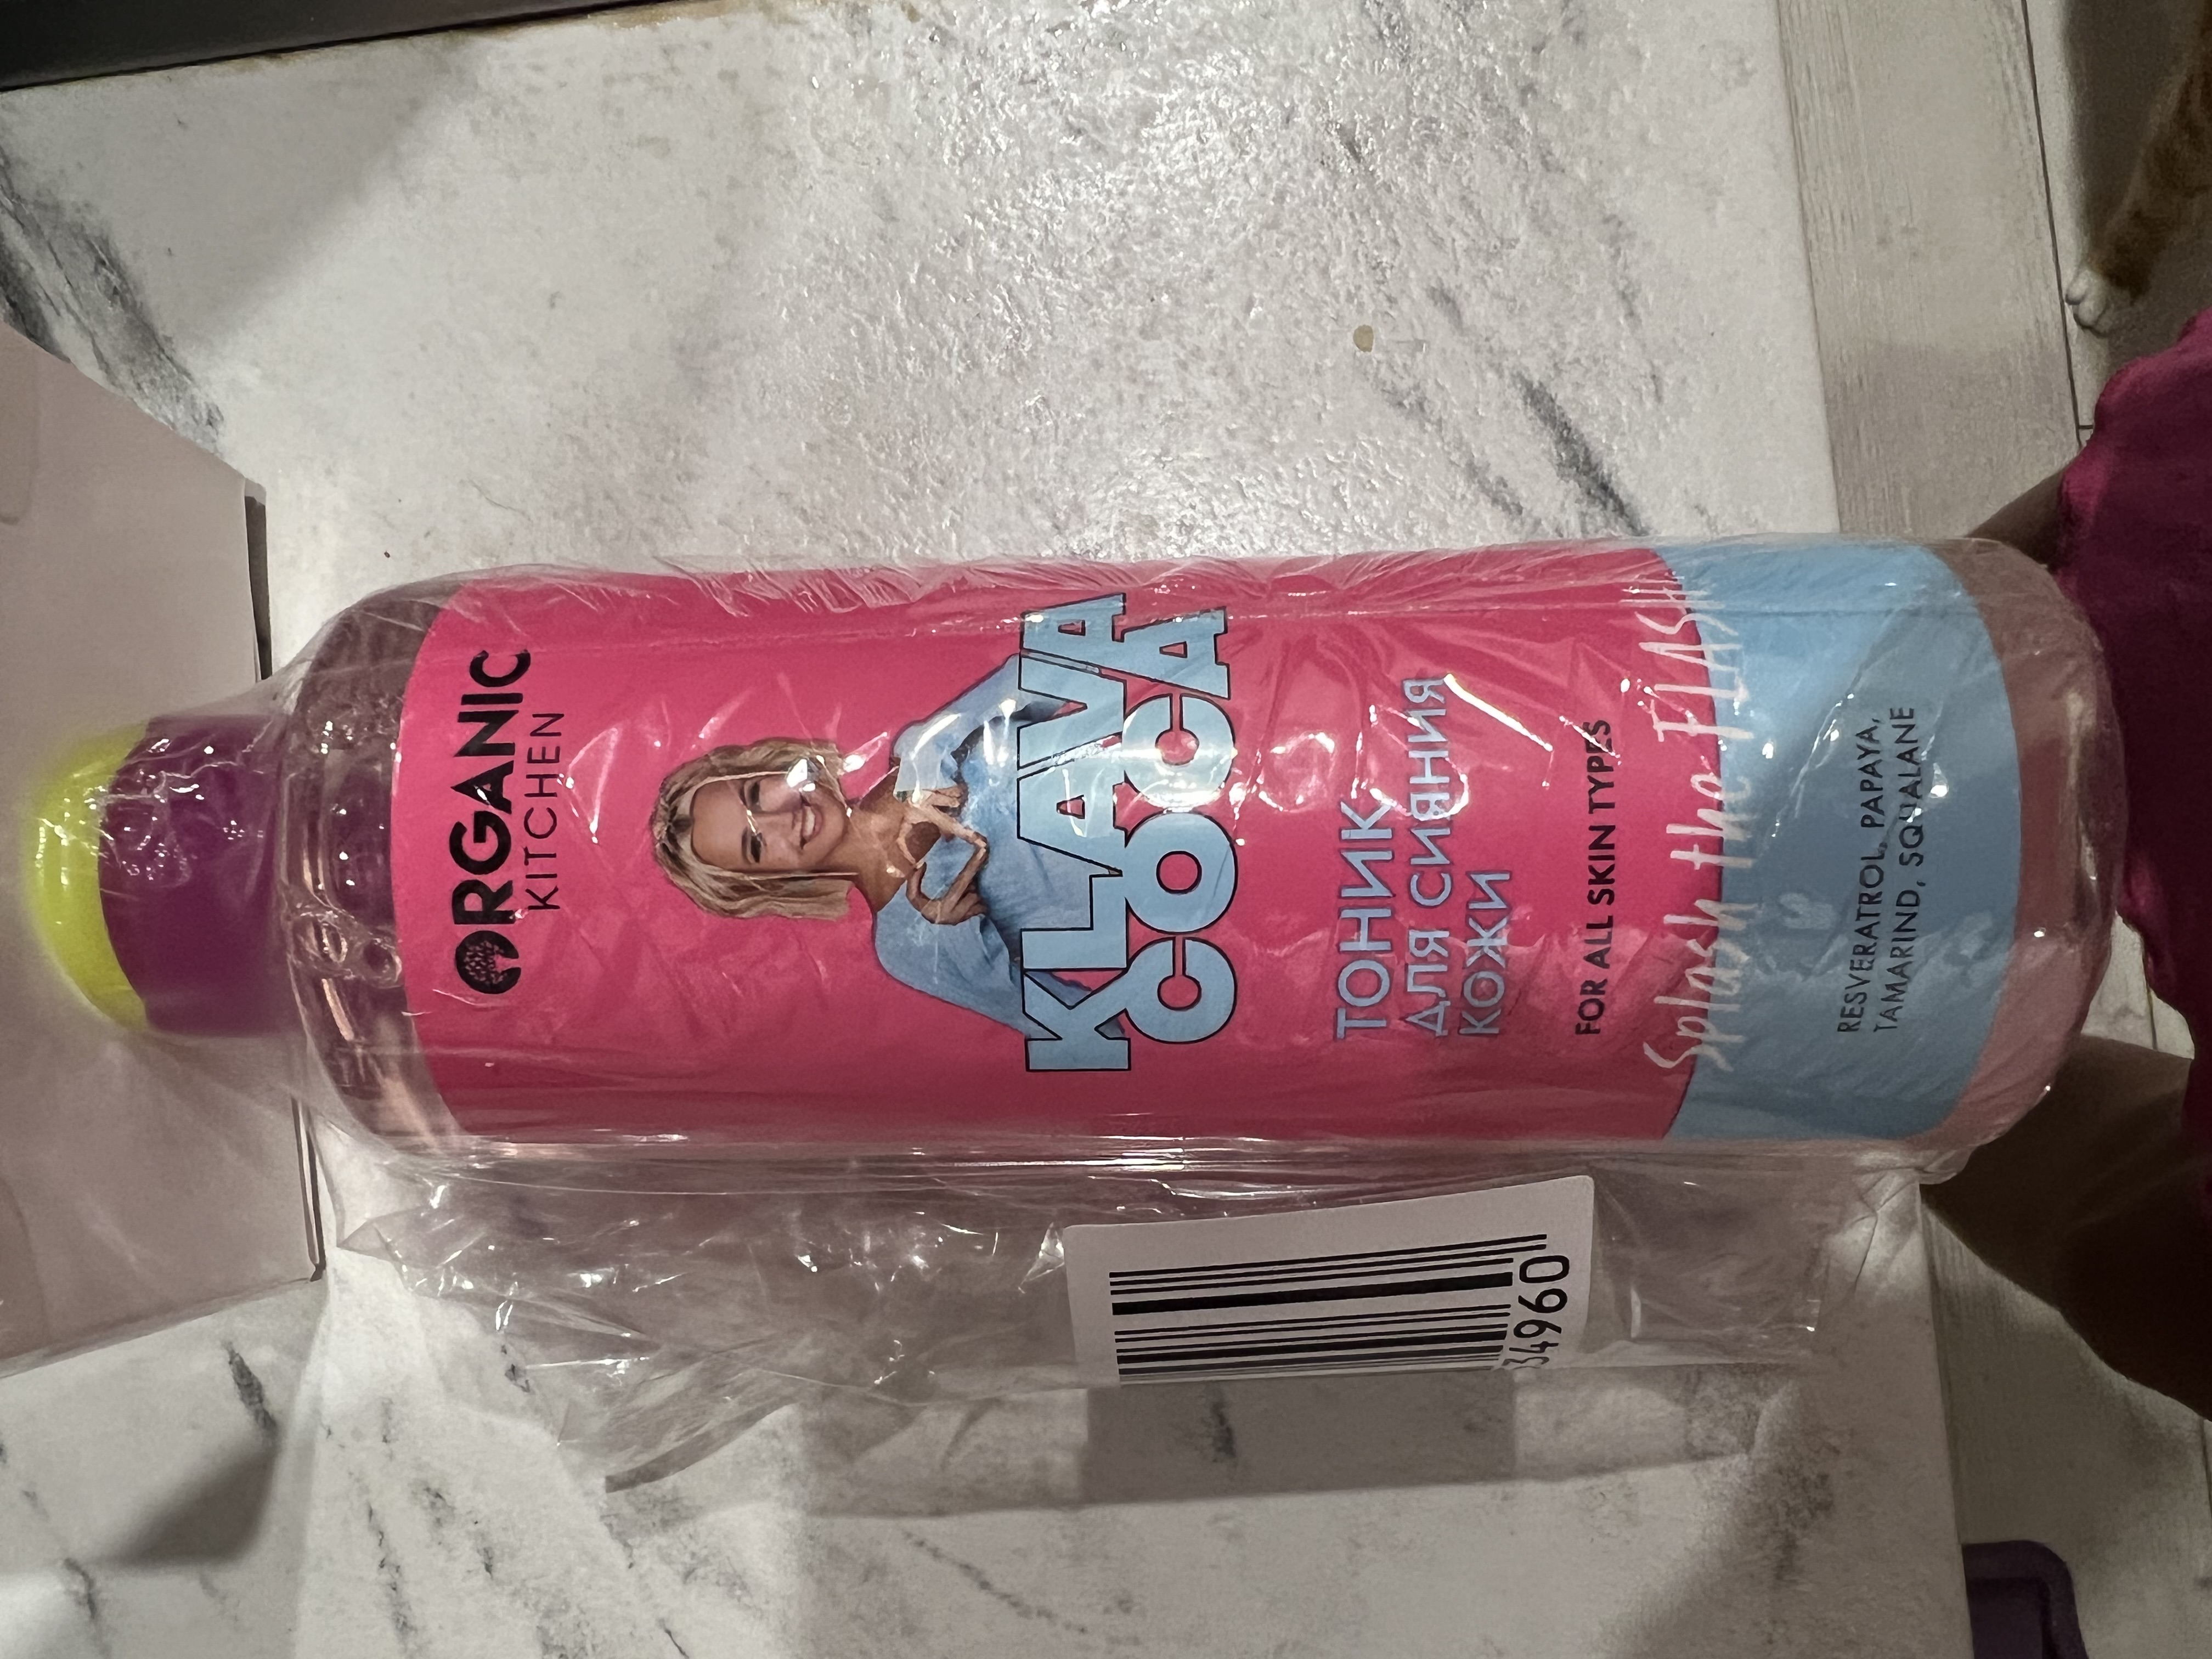 ORGANIC
KITCHEN
KLAVA
COCA
ТОНИК
ДЛЯ СИЯНИЯ
КОЖИ
FOR ALL SKIN TYPES
Splash the FLASH
RESVERATROL, PAPAYA,
TAMARIND, SQUALANE
34960